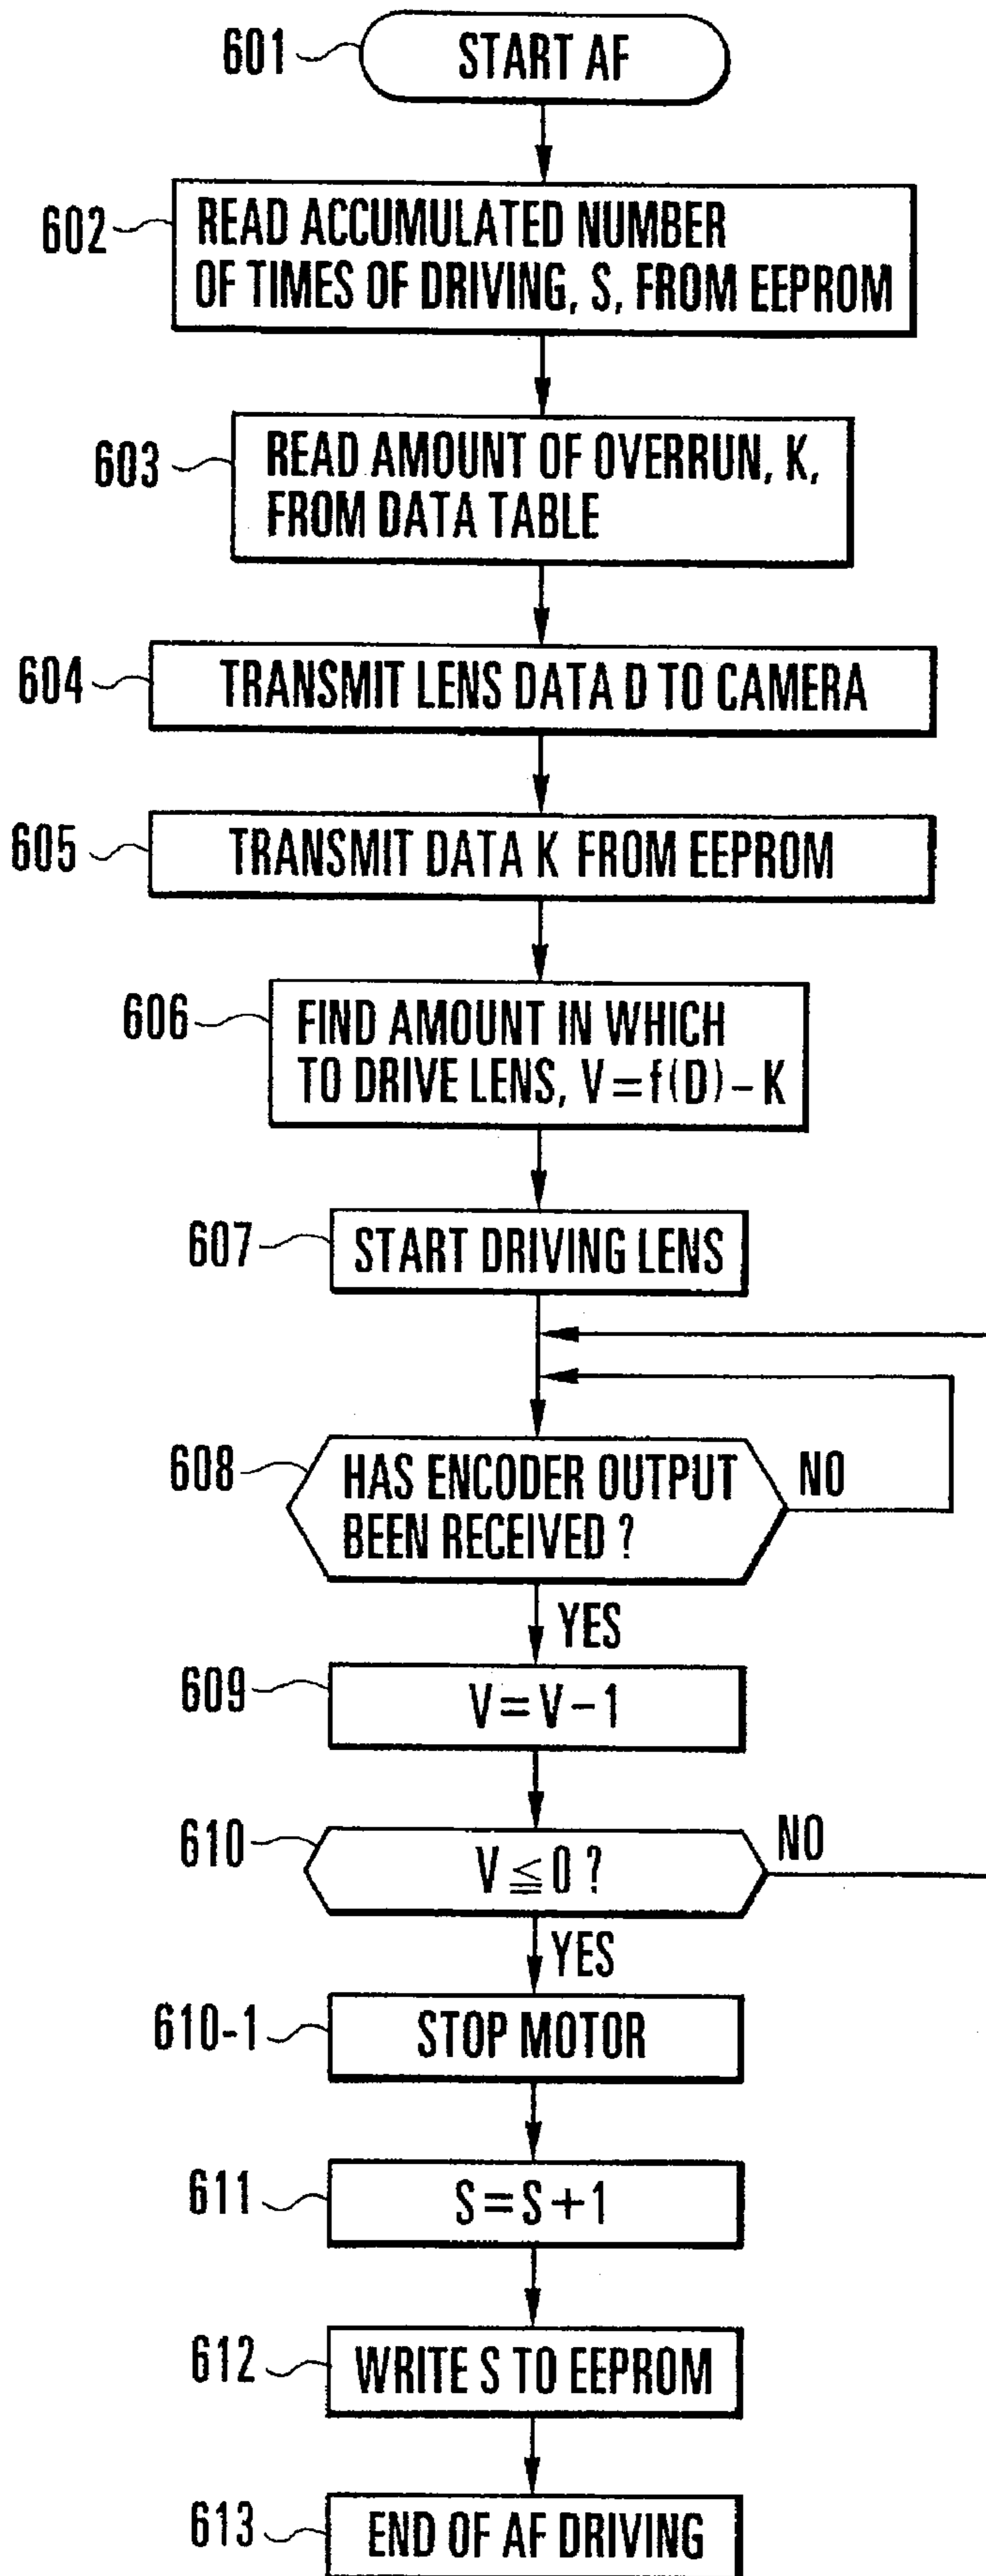 601
START AF
602
READ ACCUMULATED NUMBER
OF TIMES OF DRIVING, S, FROM EEPROM
603
READ AMOUNT OF OVERRUN, K,
FROM DATA TABLE
604
TRANSMIT LENS DATA D TO CAMERA
605
TRANSMIT DATA K FROM EEPROM
606
FIND AMOUNT IN WHICH
TO DRIVE LENS, V = f(D) – K
607
START DRIVING LENS
608
HAS ENCODER OUTPUT
BEEN RECEIVED ?
NO
YES
609
V = V – 1
610
V ≦ 0 ?
NO
YES
610-1
STOP MOTOR
611
S = S + 1
612
WRITE S TO EEPROM
613
END OF AF DRIVING